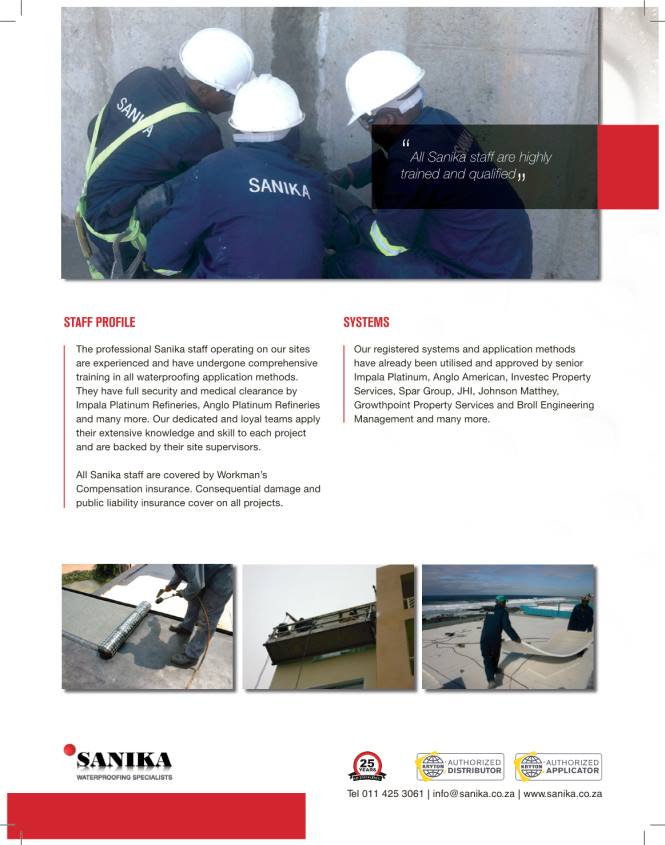 SANIKA
SANIKA
“
All Sanika staff are highly
trained and qualified”
STAFF PROFILE
The professional Sanika staff operating on our sites
are experienced and have undergone comprehensive
training in all waterproofing application methods.
They have full security and medical clearance by
Impala Platinum Refineries, Anglo Platinum Refineries
and many more. Our dedicated and loyal teams apply
their extensive knowledge and skill to each project
and are backed by their site supervisors.
All Sanika staff are covered by Workman's
Compensation insurance. Consequential damage and
public liability insurance cover on all projects.
SYSTEMS
Our registered systems and application methods
have already been utilised and approved by senior
Impala Platinum, Anglo American, Investec Property
Services, Spar Group, JHI, Johnson Matthey,
Growthpoint Property Services and Broll Engineering
Management and many more.
SANIKA
WATERPROOFING SPECIALISTS
25
YEARS
KRYTON
AUTHORIZED
DISTRIBUTOR
KRYTON
AUTHORIZED
APPLICATOR
Tel 011 425 3061 | info@sanika.co.za | www.sanika.co.za